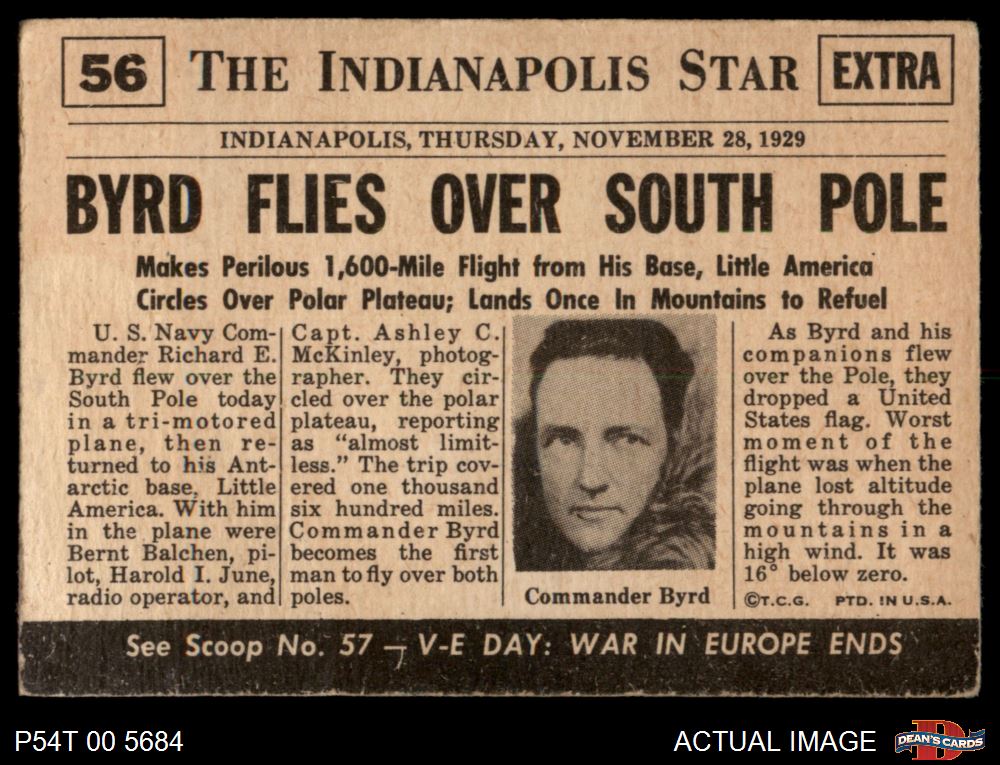 56
THE INDIANAPOLIS STAR
EXTRA
INDIANAPOLIS, THURSDAY, NOVEMBER 28, 1929
BYRD FLIES OVER SOUTH POLE
Makes Perilous 1,600-Mile Flight from His Base, Little America
Circles Over Polar Plateau; Lands Once In Mountains to Refuel
U. S. Navy Com-
mander Richard E.
Byrd flew over the
South Pole today
in a tri-motored
plane, then re-
turned to his Ant-
arctic base, Little
America. With him
in the plane were
Bernt Balchen, pi-
lot, Harold I. June,
radio operator, and
Capt. Ashley C.
McKinley, photog-
rapher. They cir-
cled over the polar
plateau, reporting
as "almost limit-
less." The trip cov-
ered one thousand
six hundred miles.
Commander Byrd
becomes the first
man to fly over both
poles.
Commander Byrd
As Byrd and his
companions flew
over the Pole, they
dropped a United
States flag. Worst
moment of the
flight was when the
plane lost altitude
going through the
mountains in a
high wind. It was
16° below zero.
©T.C.G. PTD. IN U.S.A.
See Scoop No. 57 — V-E DAY: WAR IN EUROPE ENDS
P54T 00 5684
ACTUAL IMAGE
DEAN'S CARDS